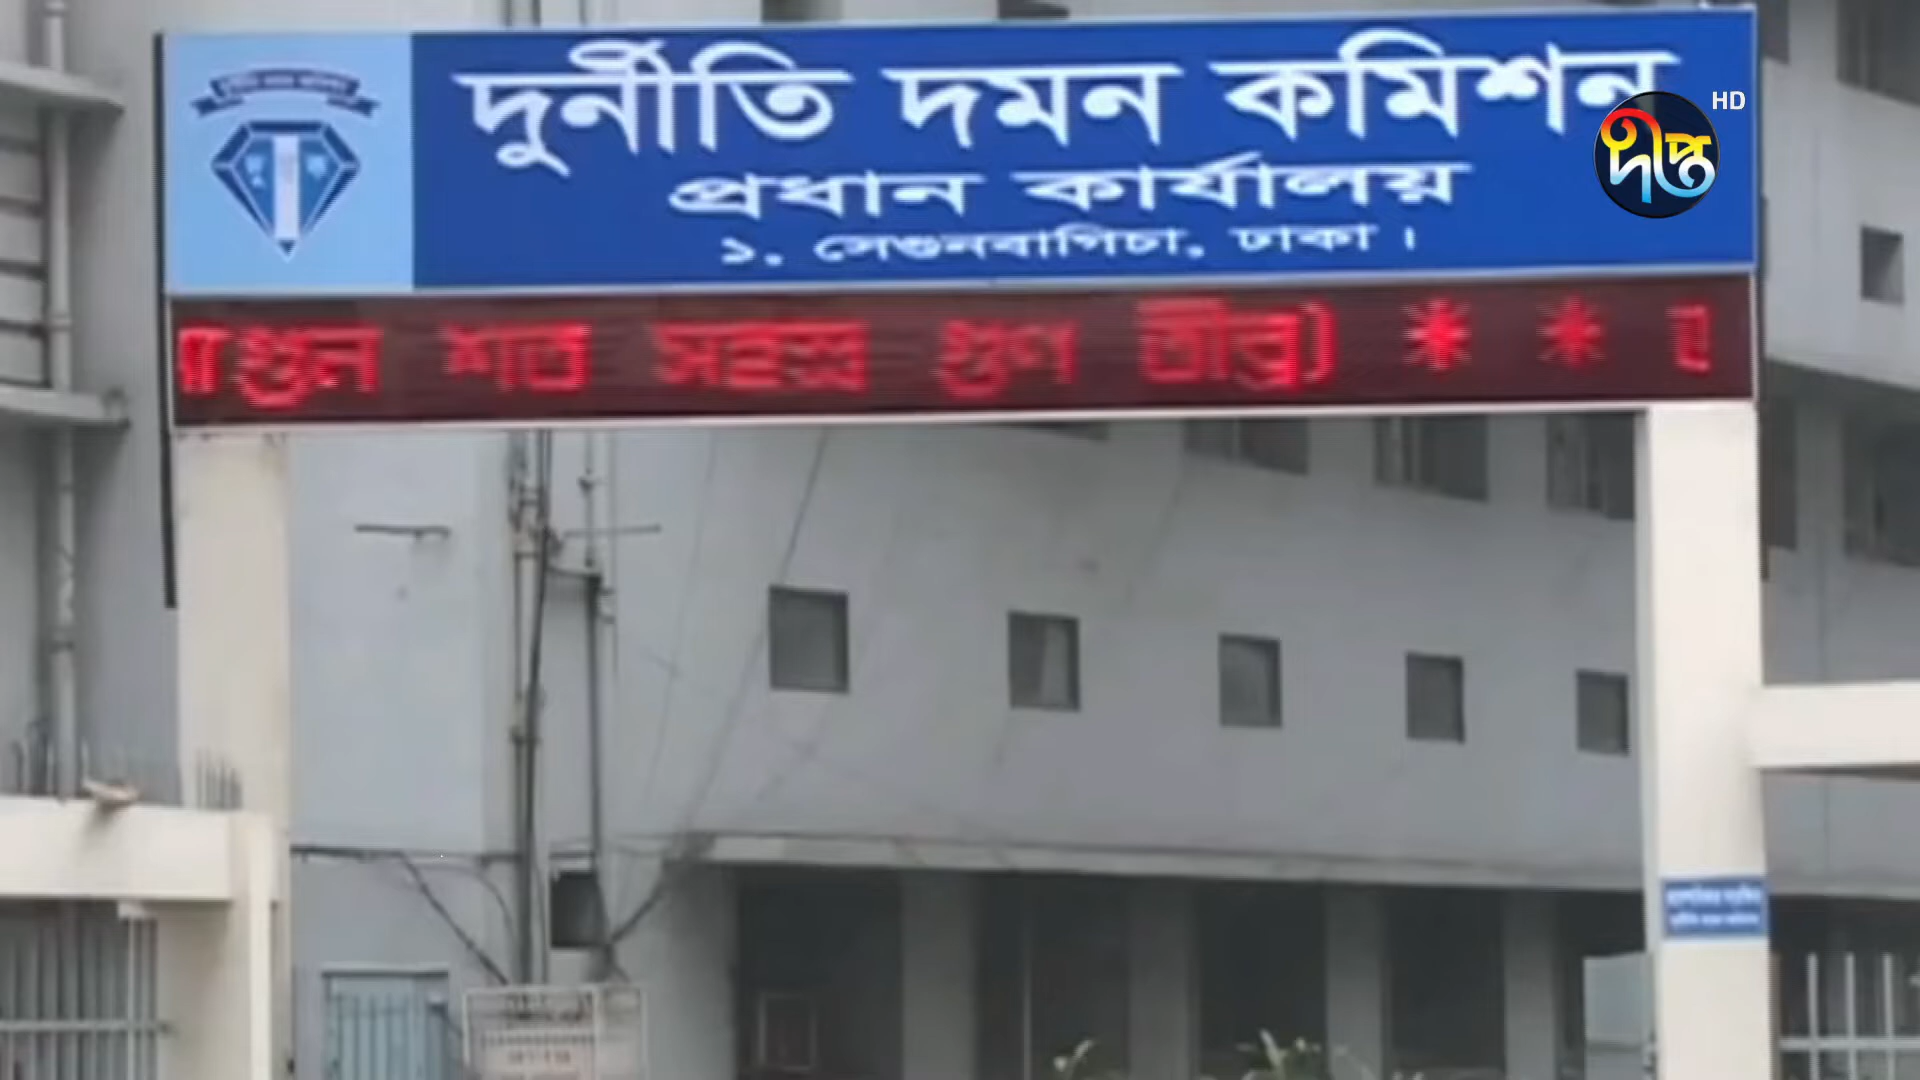 দুর্নীতি দমন কমিশন
প্রধান কার্যালয়
১, সেগুনবাগিচা, ঢাকা।
শত সহস্র গুণ তীব্র) * *
দীপ্ত
HD